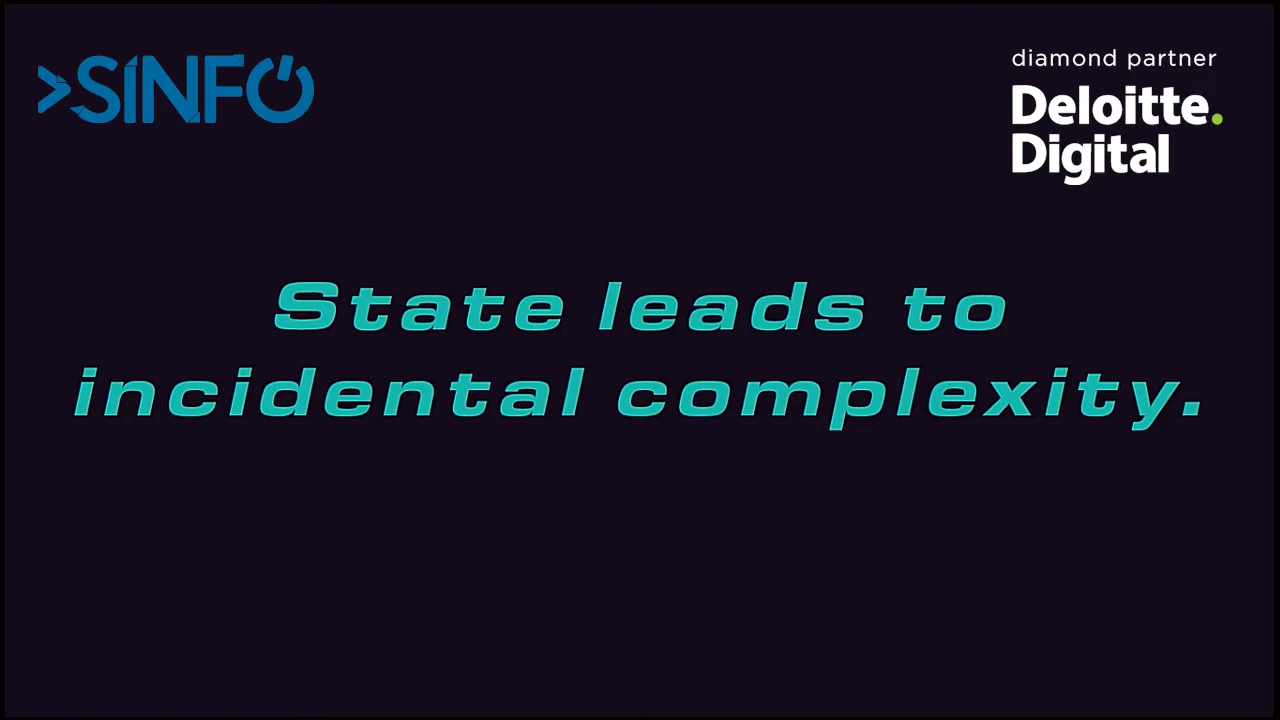 >SINFO
diamond partner
Deloitte.
Digital
State leads to
incidental complexity.